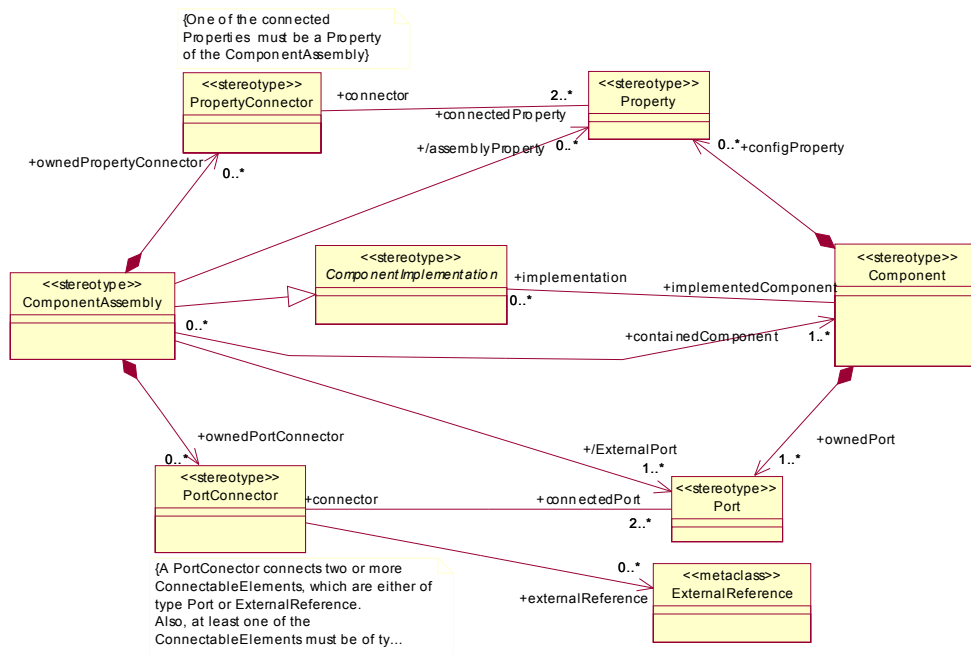 {One of the connected
Properties must be a Property
of the ComponentAssembly}
<<stereotype>>
PropertyConnector
+connector
2..*
+connectedProperty
<<stereotype>>
Property
+/assemblyProperty
0..*
0..*
+configProperty
+ownedPropertyConnector
0..*
<<stereotype>>
ComponentImplementation
+implementation
0..*
+implementedComponent
<<stereotype>>
Component
<<stereotype>>
ComponentAssembly
0..*
+containedComponent
1..*
+ownedPortConnector
0..*
+/ExternalPort
1..*
+ownedPort
1..*
<<stereotype>>
PortConnector
+connector
+connectedPort
2..*
<<stereotype>>
Port
{A PortConector connects two or more
ConnectableElements, which are either of
type Port or ExternalReference.
Also, at least one of the
ConnectableElements must be of ty...
0..*
+externalReference
<<metaclass>>
ExternalReference